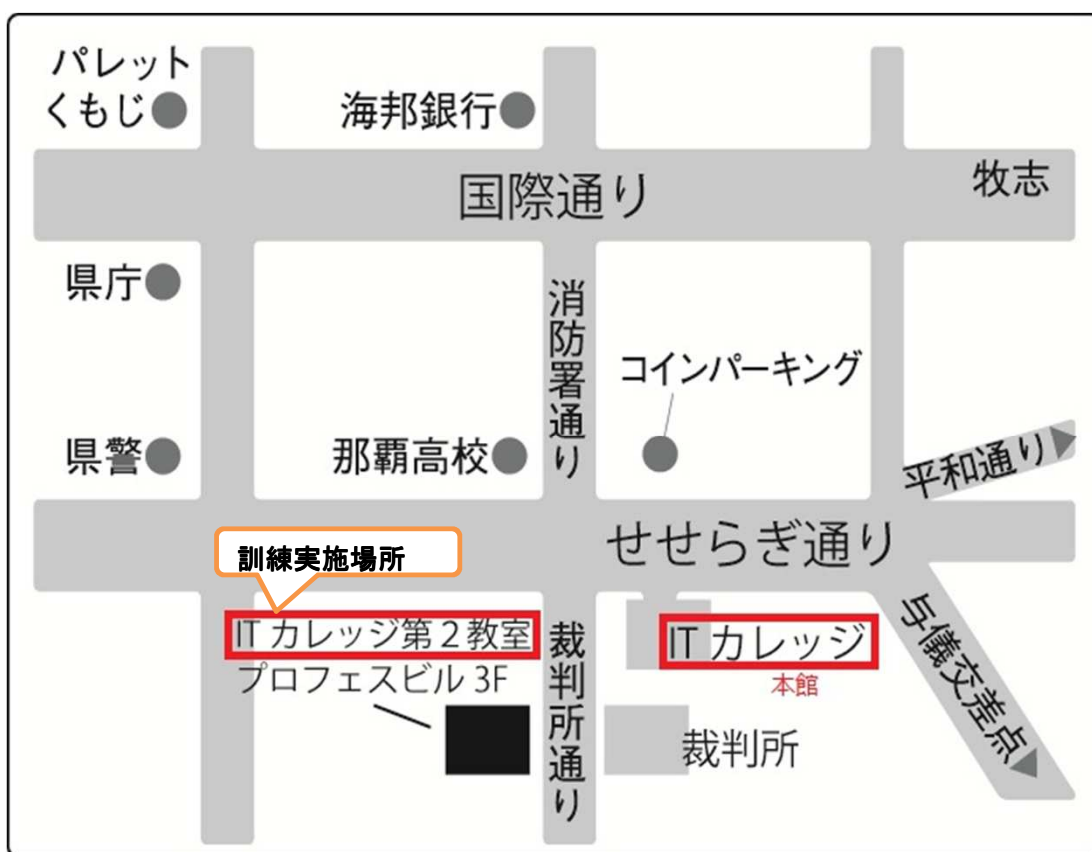 パレット
くもじ
海邦銀行
国際通り
牧志
県庁
消防署通り
コインパーキング
県警
那覇高校
平和通り
せせらぎ通り
訓練実施場所
ITカレッジ第2教室
プロフェスビル 3F
裁判所通り
IT カレッジ
本館
与儀交差点
裁判所